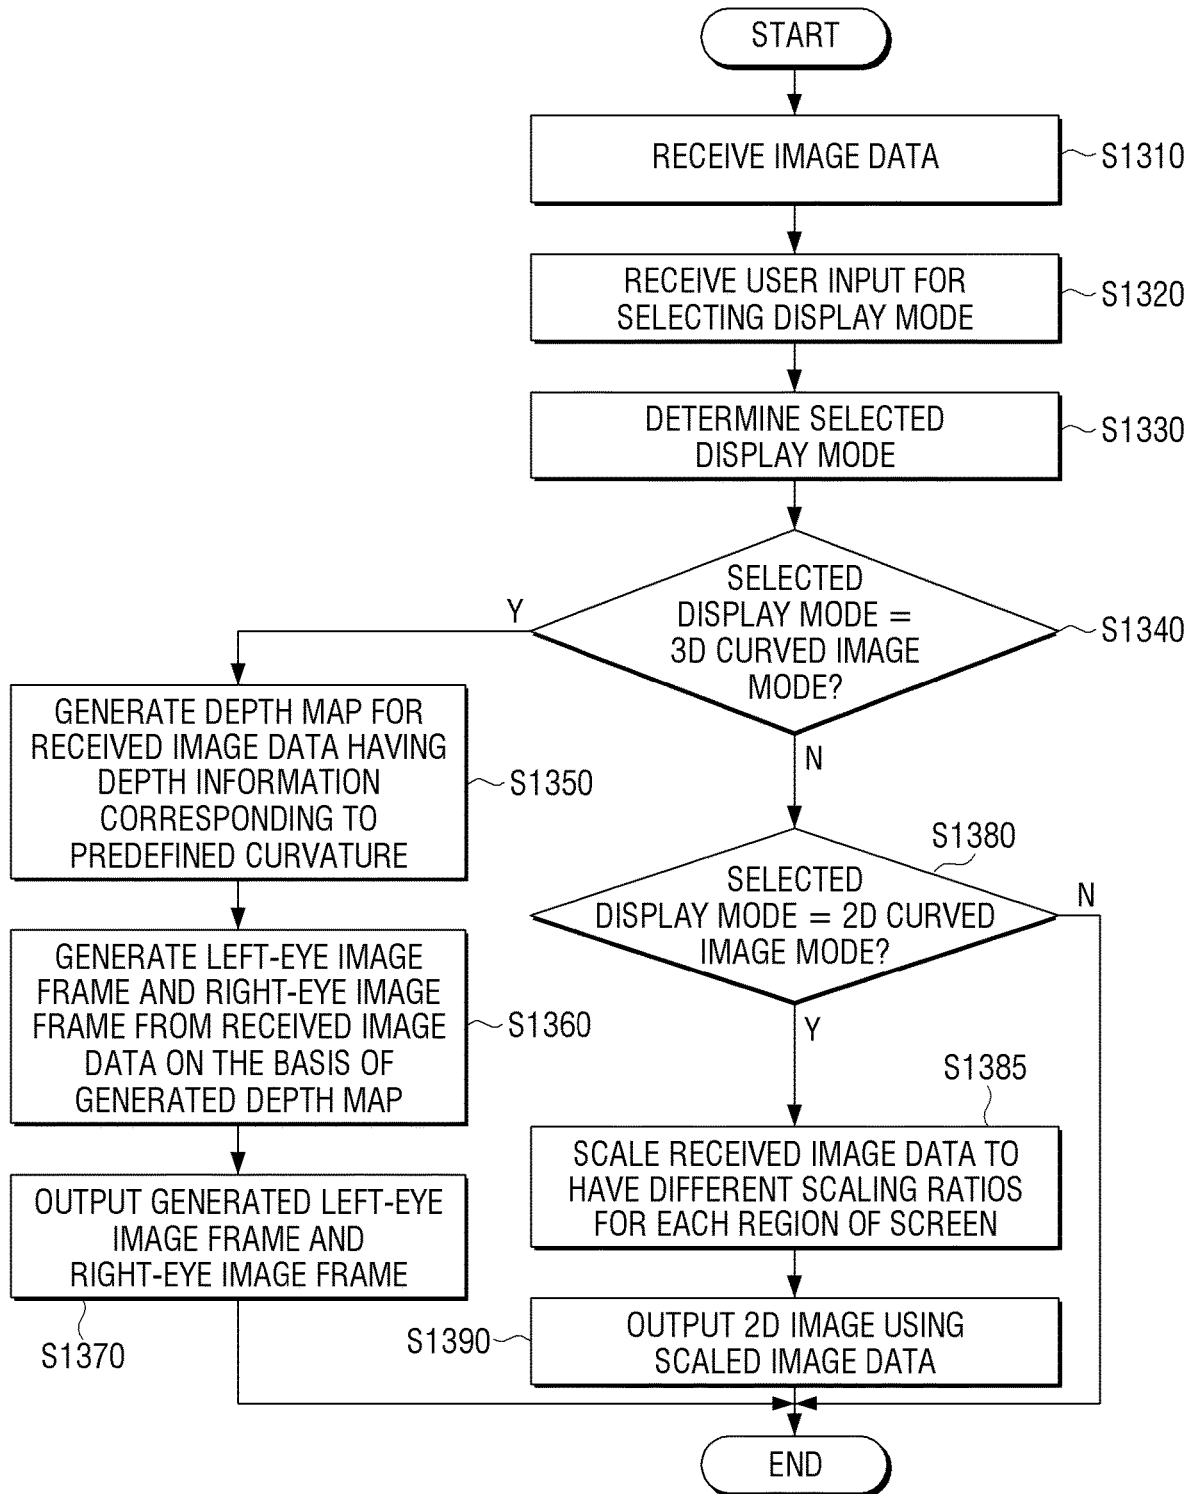 START
RECEIVE IMAGE DATA
S1310
RECEIVE USER INPUT FOR
SELECTING DISPLAY MODE
S1320
DETERMINE SELECTED
DISPLAY MODE
S1330
SELECTED
DISPLAY MODE =
3D CURVED IMAGE
MODE?
S1340
Y
N
GENERATE DEPTH MAP FOR
RECEIVED IMAGE DATA HAVING
DEPTH INFORMATION
CORRESPONDING TO
PREDEFINED CURVATURE
S1350
GENERATE LEFT-EYE IMAGE
FRAME AND RIGHT-EYE IMAGE
FRAME FROM RECEIVED IMAGE
DATA ON THE BASIS OF
GENERATED DEPTH MAP
S1360
OUTPUT GENERATED LEFT-EYE
IMAGE FRAME AND
RIGHT-EYE IMAGE FRAME
S1370
S1380
SELECTED
DISPLAY MODE = 2D CURVED
IMAGE MODE?
N
Y
S1385
SCALE RECEIVED IMAGE DATA TO
HAVE DIFFERENT SCALING RATIOS
FOR EACH REGION OF SCREEN
S1390
OUTPUT 2D IMAGE USING
SCALED IMAGE DATA
END